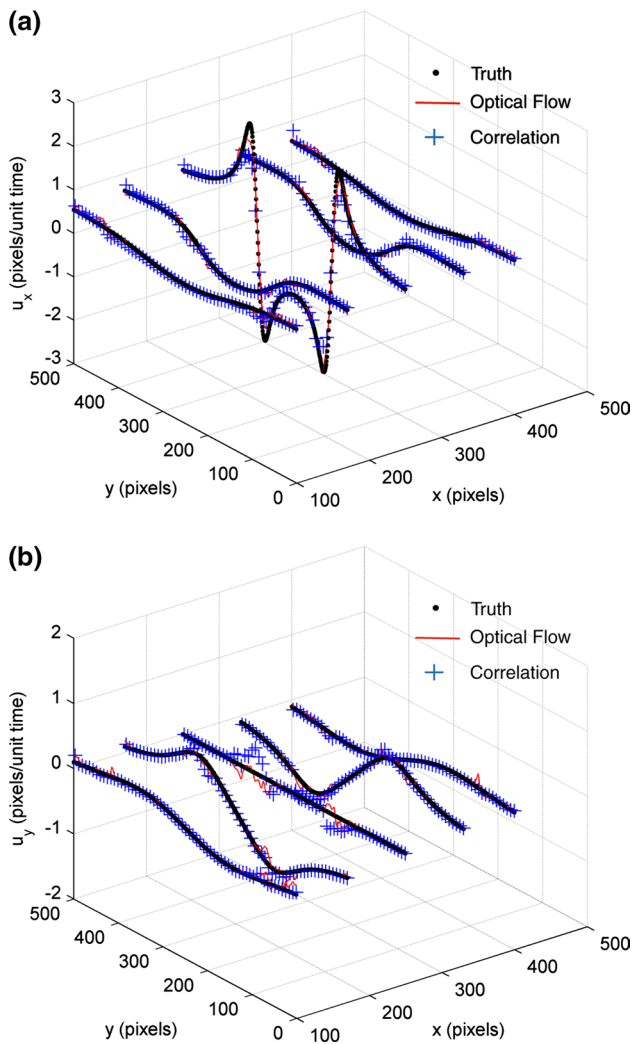 (a)
Truth
Optical Flow
Correlation
3
2
1
0
-1
-2
-3
u_x (pixels/unit time)
500
400
300
200
100
0
y (pixels)
100
200
300
400
500
x (pixels)
(b)
Truth
Optical Flow
Correlation
2
1
0
-1
-2
u_y (pixels/unit time)
500
400
300
200
100
0
y (pixels)
100
200
300
400
500
x (pixels)